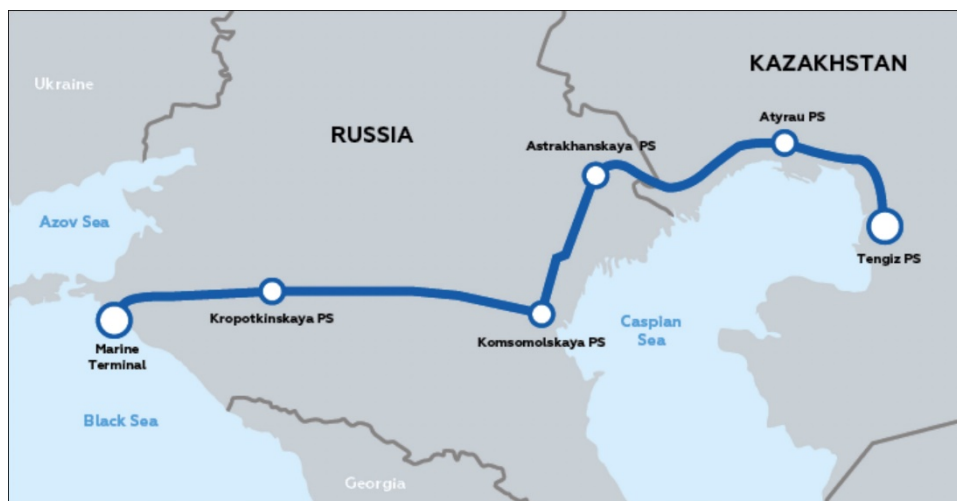 Ukraine
KAZAKHSTAN
Atyrau PS
RUSSIA
Astrakhanskaya PS
Azov Sea
Tengiz PS
Kropotkinskaya PS
Caspian
Sea
Komsomolskaya PS
Marine
Terminal
Black Sea
Georgia